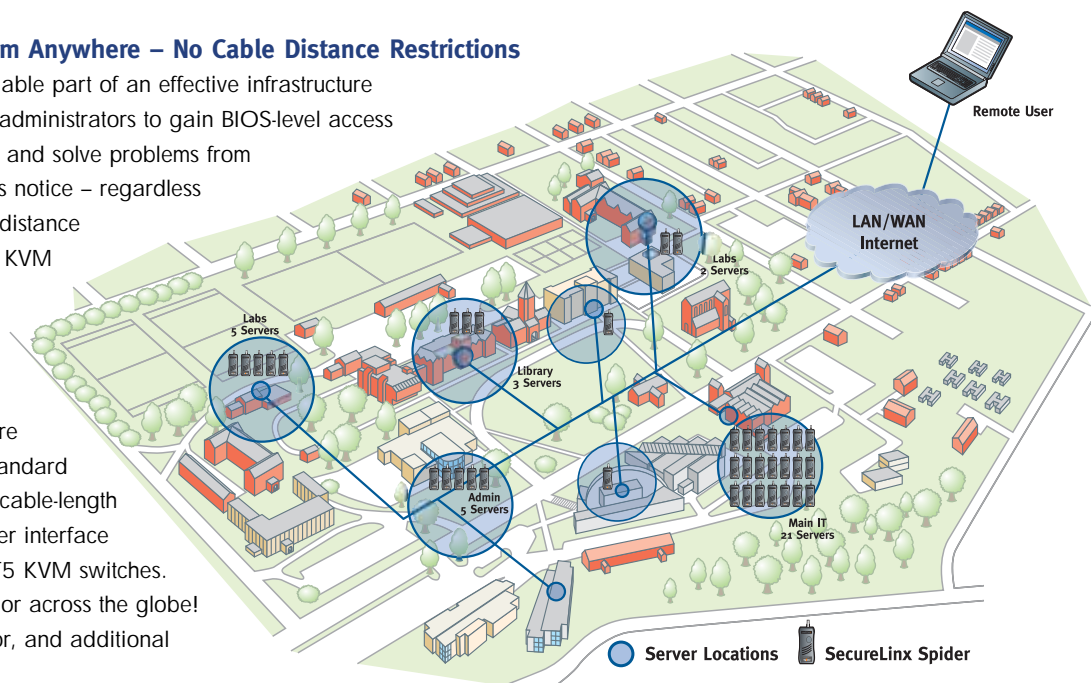 m Anywhere – No Cable Distance Restrictions
able part of an effective infrastructure
administrators to gain BIOS-level access
and solve problems from
s notice – regardless
distance
KVM
re
andard
cable-length
er interface
T5 KVM switches.
or across the globe!
or, and additional
Remote User
LAN/WAN
Internet
Labs
2 Servers
Labs
5 Servers
Library
3 Servers
Admin
5 Servers
Main IT
21 Servers
Server Locations
SecureLinx Spider